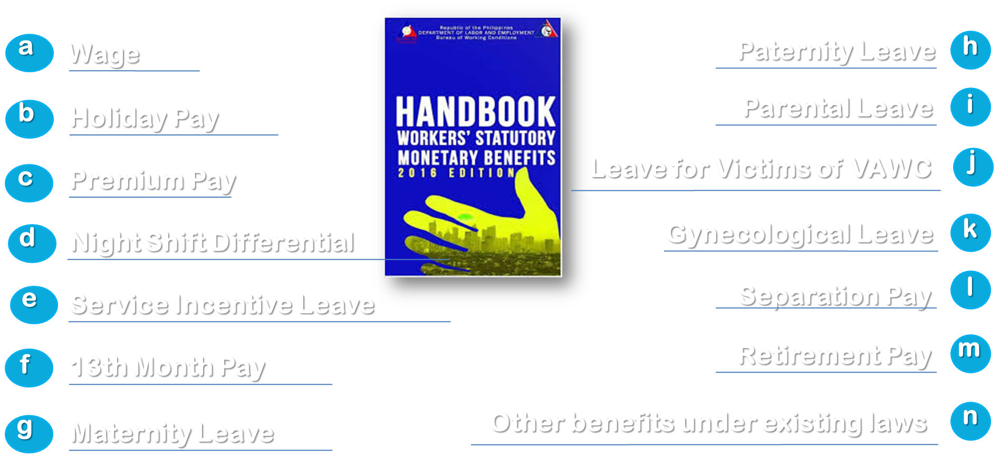 a Wage
b Holiday Pay
c Premium Pay
d Night Shift Differential
e Service Incentive Leave
f 13th Month Pay
g Maternity Leave
Republic of the Philippines
DEPARTMENT OF LABOR AND EMPLOYMENT
Bureau of Working Conditions
HANDBOOK
WORKERS' STATUTORY
MONETARY BENEFITS
2016 EDITION
Paternity Leave h
Parental Leave i
Leave for Victims of VAWC j
Gynecological Leave k
Separation Pay l
Retirement Pay m
Other benefits under existing laws n